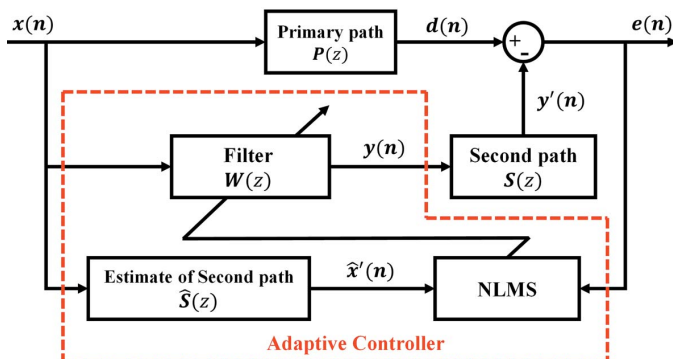 x(n)
Primary path
P(z)
d(n)
+
-
e(n)
y′(n)
Filter
W(z)
y(n)
Second path
S(z)
Estimate of Second path
Ŝ(z)
x̂′(n)
NLMS
Adaptive Controller